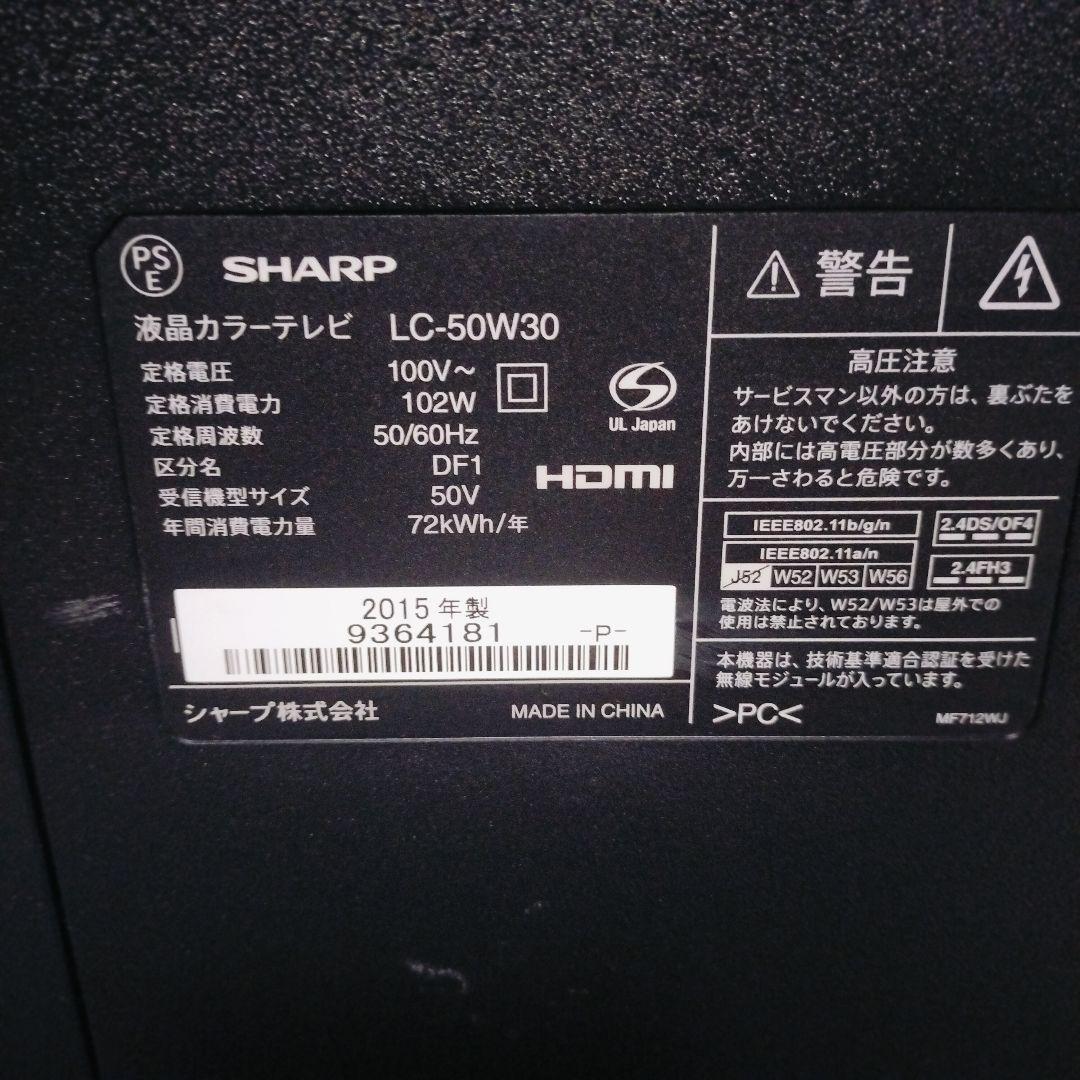 PSE
SHARP
液晶カラーテレビ LC-50W30
定格電圧 100V～
定格消費電力 102W
定格周波数 50/60Hz
区分名 DF1
受信機型サイズ 50V
年間消費電力量 72kWh/年
UL Japan
HDMI
2015年製
9364181 -P-
シャープ株式会社 MADE IN CHINA
警告
高圧注意
サービスマン以外の方は、裏ぶたを
あけないでください。
内部には高電圧部分が数多くあり、
万一さわると危険です。
IEEE802.11b/g/n
IEEE802.11a/n
J52 W52 W53 W56
2.4DS/OF4
2.4FH3
電波法により、W52/W53は屋外での
使用は禁止されております。
本機器は、技術基準適合認証を受けた
無線モジュールが入っています。
>PC< MF712WJ